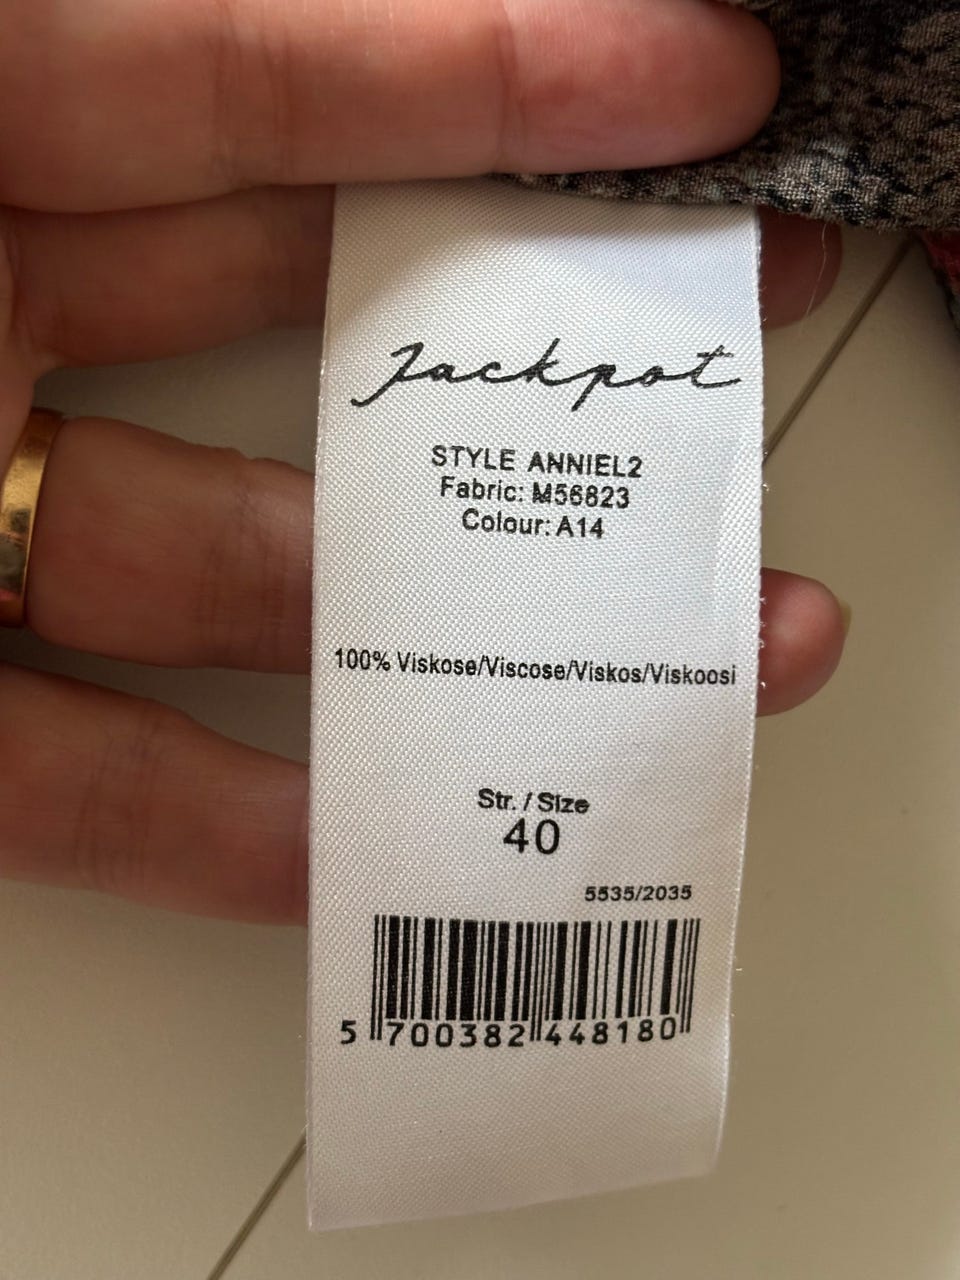 Jackpot
STYLE ANNIEL2
Fabric: M56823
Colour: A14
100% Viskose/Viscose/Viskos/Viskoosi
Str. / Size
40
5535/2035
5 700382 448180